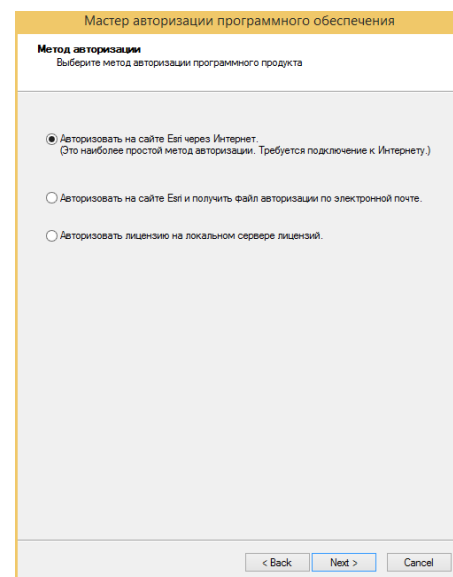 Мастер авторизации программного обеспечения
Метод авторизации
Выберите метод авторизации программного продукта
Авторизовать на сайте Esri через Интернет.
(Это наиболее простой метод авторизации. Требуется подключение к Интернету.)
Авторизовать на сайте Esri и получить файл авторизации по электронной почте.
Авторизовать лицензию на локальном сервере лицензий.
< Back Next > Cancel